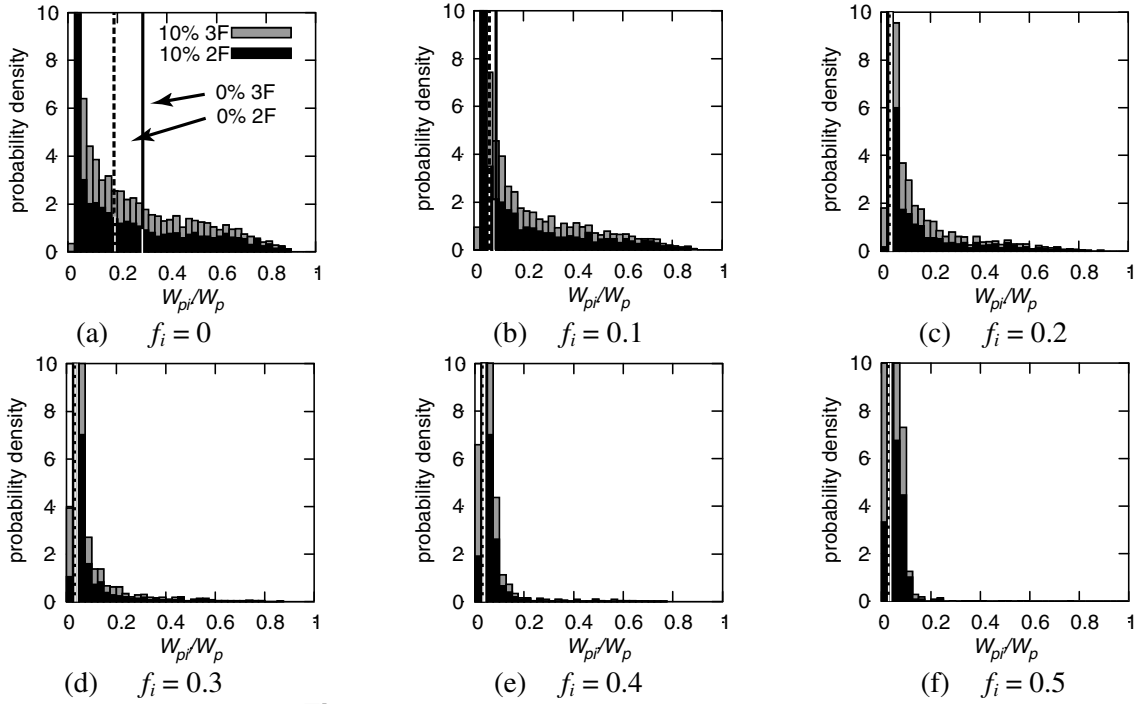 10% 3F
10% 2F
0% 3F
0% 2F
probability density
10
8
6
4
2
0
0 0.2 0.4 0.6 0.8 1
W_pi/W_p
(a) f_i = 0
probability density
10
8
6
4
2
0
0 0.2 0.4 0.6 0.8 1
W_pi/W_p
(b) f_i = 0.1
probability density
10
8
6
4
2
0
0 0.2 0.4 0.6 0.8 1
W_pi/W_p
(c) f_i = 0.2
probability density
10
8
6
4
2
0
0 0.2 0.4 0.6 0.8 1
W_pi/W_p
(d) f_i = 0.3
probability density
10
8
6
4
2
0
0 0.2 0.4 0.6 0.8 1
W_pi/W_p
(e) f_i = 0.4
probability density
10
8
6
4
2
0
0 0.2 0.4 0.6 0.8 1
W_pi/W_p
(f) f_i = 0.5